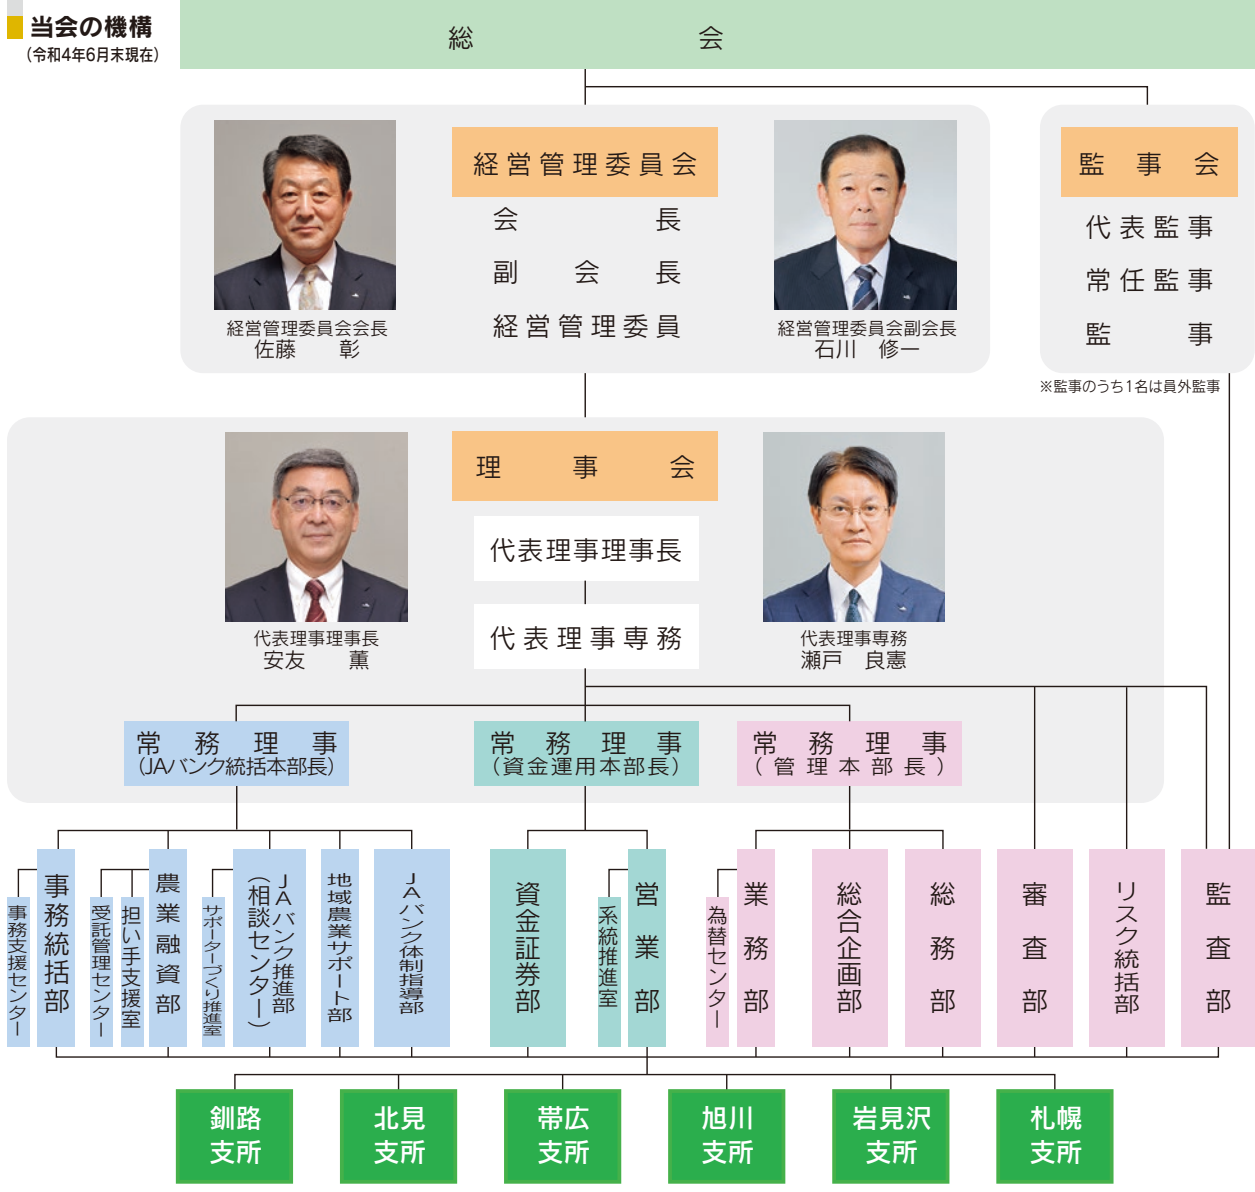 当会の機構
（令和4年6月末現在）
総会
経営管理委員会
会長
副会長
経営管理委員
経営管理委員会会長
佐藤　彰
経営管理委員会副会長
石川　修一
監事会
代表監事
常任監事
監事
※監事のうち1名は員外監事
理事会
代表理事理事長
代表理事専務
代表理事理事長
安友　薫
代表理事専務
瀬戸　良憲
常務理事
（JAバンク統括本部長）
常務理事
（資金運用本部長）
常務理事
（管理本部長）
事務支援センター
事務統括部
受託管理センター
担い手支援室
農業融資部
サポーターづくり推進室
JAバンク推進部
（相談センター）
地域農業サポート部
JAバンク体制指導部
資金証券部
系統推進室
営業部
為替センター
業務部
総合企画部
総務部
審査部
リスク統括部
監査部
釧路
支所
北見
支所
帯広
支所
旭川
支所
岩見沢
支所
札幌
支所